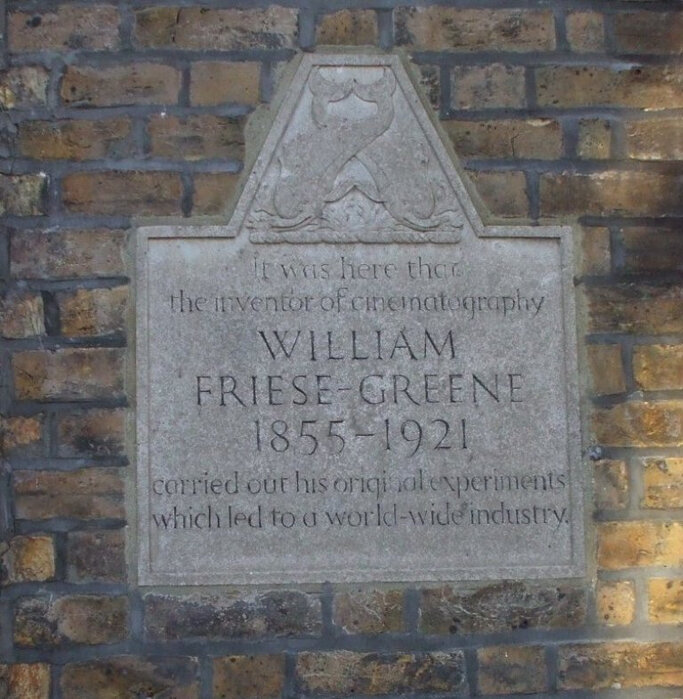 It was here that
the inventor of cinematography
WILLIAM
FRIESE-GREENE
1855-1921
carried out his original experiments
which led to a world-wide industry.